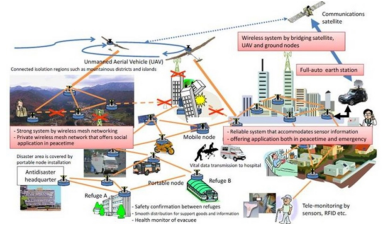 Communications
satellite
Wireless system by bridging satellite,
UAV and ground nodes
Unmanned Aerial Vehicle (UAV)
Connected isolation regions such as mountainous districts and islands
Full-auto earth station
- Strong system by wireless mesh networking
- Private wireless mesh network that offers social
application in peacetime
Mobile node
- Reliable system that accommodates sensor information
- offering application both in peacetime and emergency
Disaster area is covered by
portable node installation
Vital data transmission to hospital
Antidisaster
headquarter
Portable node
Refuge B
Refuge A
- Safety confirmation between refuges
- Smooth distribution for support goods and information
- Health monitor of evacuee
Tele-monitoring by
sensors, RFID etc.